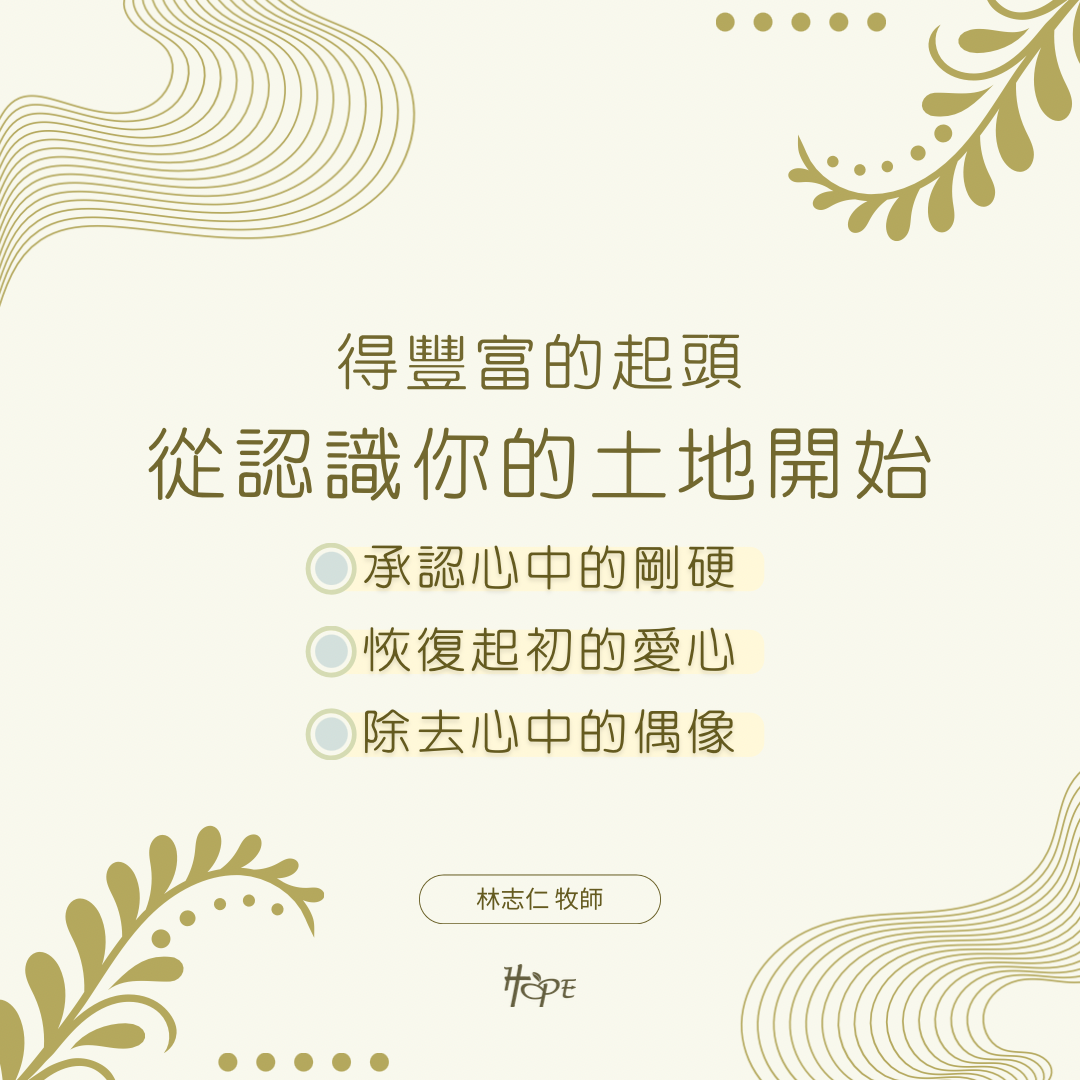 得豐富的起頭
從認識你的土地開始
承認心中的剛硬
恢復起初的愛心
除去心中的偶像
林志仁 牧師
HOPE